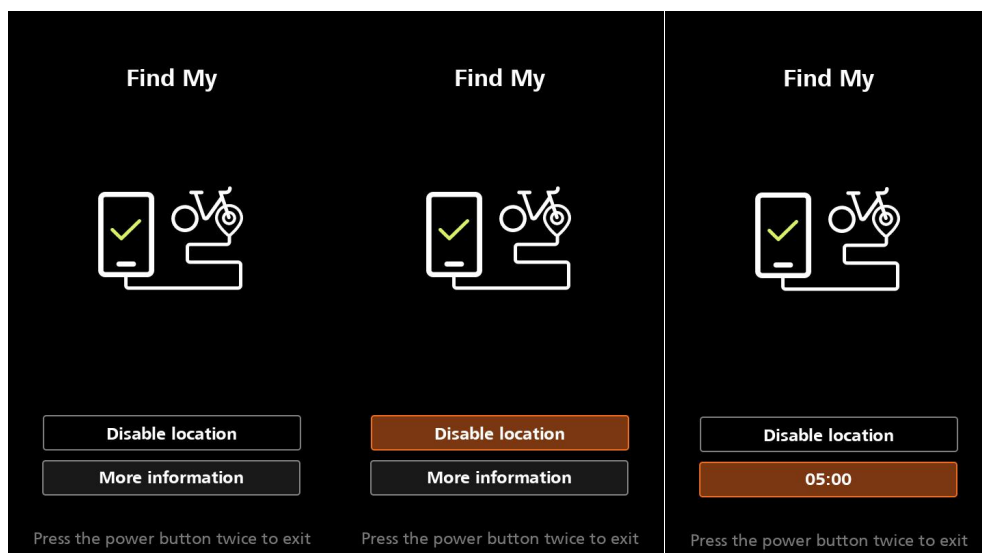 Find My
Disable location
More information
Press the power button twice to exit
Find My
Disable location
More information
Press the power button twice to exit
Find My
Disable location
05:00
Press the power button twice to exit